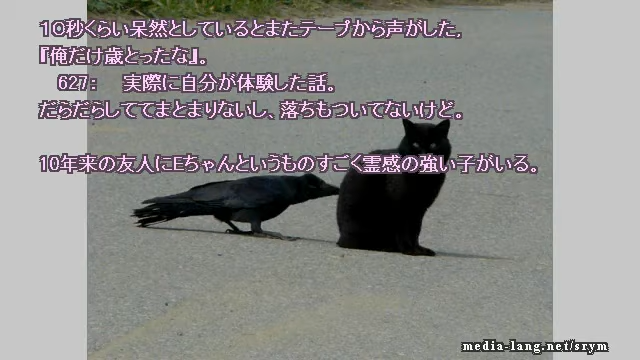 １０秒くらい呆然としているとまたテープから声がした，
『俺だけ歳とったな』。
627：　実際に自分が体験した話。
だらだらしててまとまりないし、落ちもついてないけど。
10年来の友人にEちゃんというものすごく霊感の強い子がいる。
media-lang.net/srym